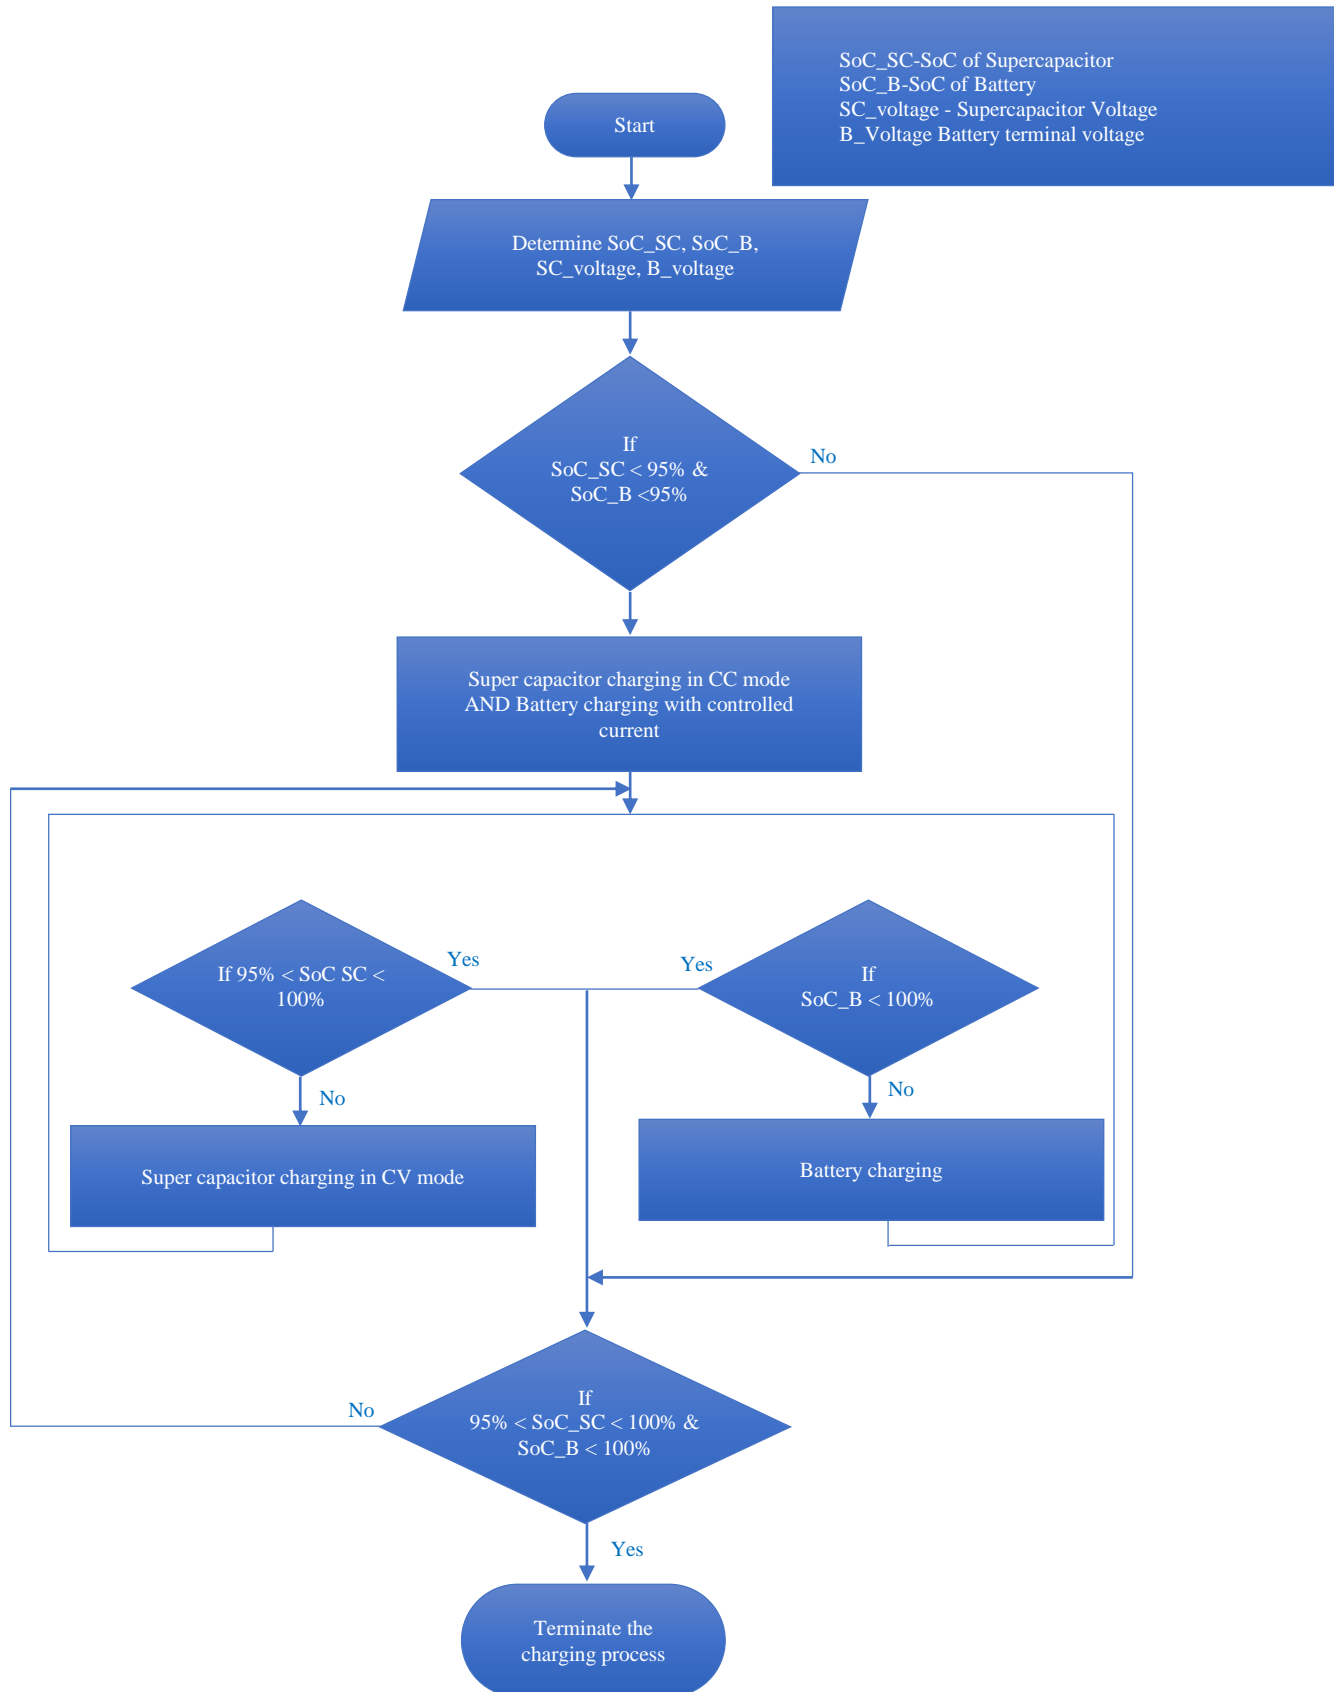 SoC_SC-SoC of Supercapacitor
SoC_B-SoC of Battery
SC_voltage - Supercapacitor Voltage
B_Voltage Battery terminal voltage
Start
Determine SoC_SC, SoC_B,
SC_voltage, B_voltage
If
SoC_SC < 95% &
SoC_B <95%
No
Super capacitor charging in CC mode
AND Battery charging with controlled
current
If 95% < SoC SC <
100%
Yes
Yes
If
SoC_B < 100%
No
No
Super capacitor charging in CV mode
Battery charging
If
95% < SoC_SC < 100% &
SoC_B < 100%
No
Yes
Terminate the
charging process